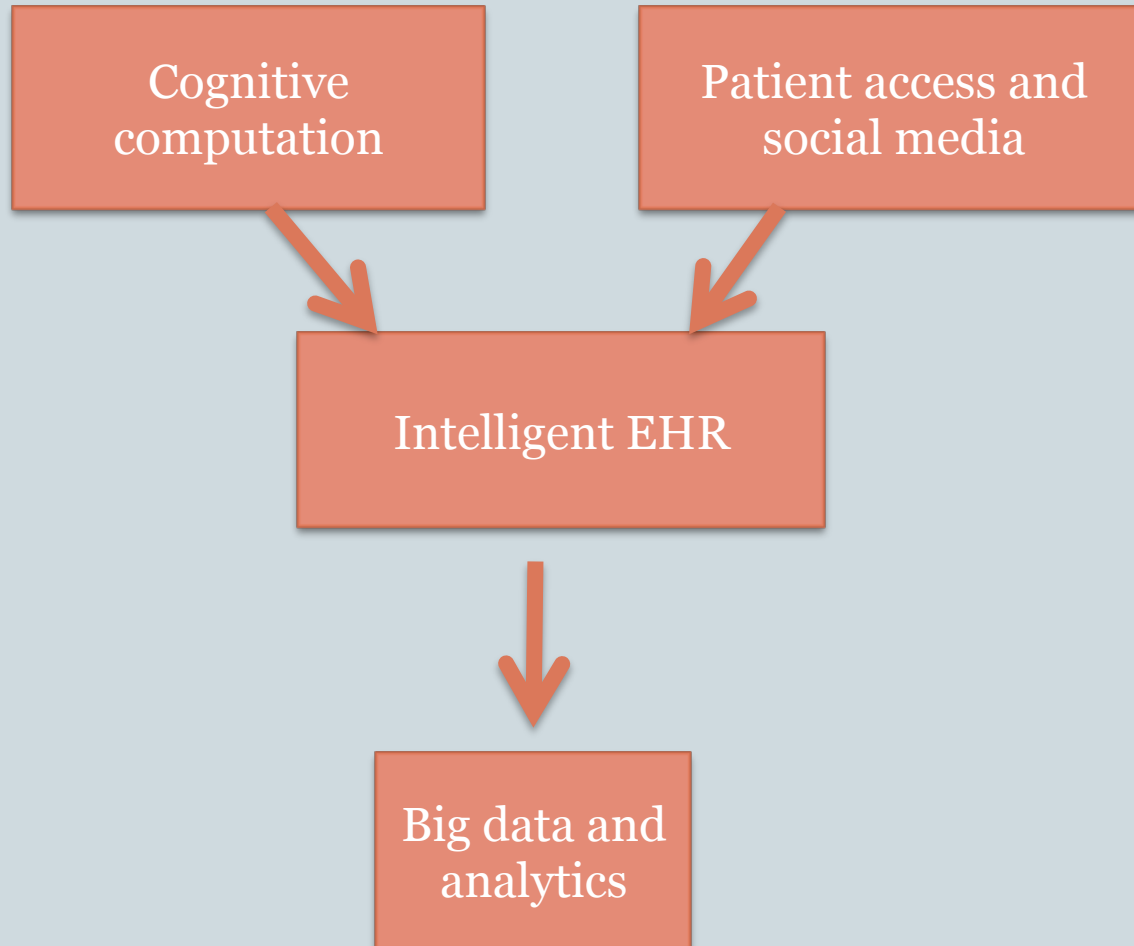 Cognitive
computation
Patient access and
social media
Intelligent EHR
Big data and
analytics